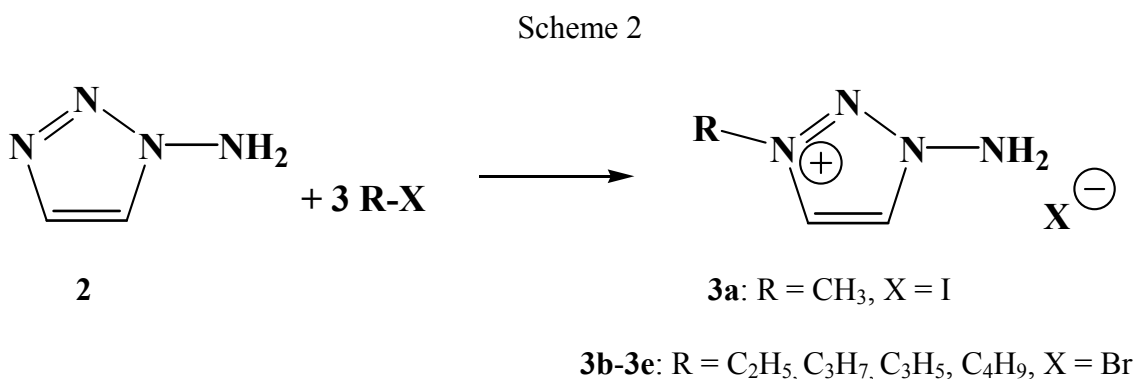 Scheme 2
N
N
N
NH₂
+ 3 R-X
R
N
N
+
N
NH₂
X
−
2
3a: R = CH₃, X = I
3b-3e: R = C₂H₅, C₃H₇, C₃H₅, C₄H₉, X = Br